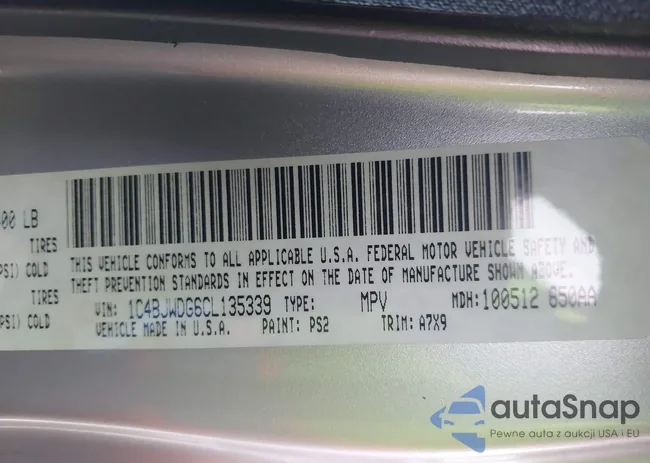 00 LB
TIRES
PSI) COLD
TIRES
PSI) COLD
THIS VEHICLE CONFORMS TO ALL APPLICABLE U.S.A. FEDERAL MOTOR VEHICLE SAFETY AND
THEFT PREVENTION STANDARDS IN EFFECT ON THE DATE OF MANUFACTURE SHOWN ABOVE.
VIN: 1C4BJWDG6CL135339 TYPE: MPV MDH: 100512 650AA
VEHICLE MADE IN U.S.A. PAINT: PS2 TRIM: A7X9
autaSnap
Pewne auta z aukcji USA i EU